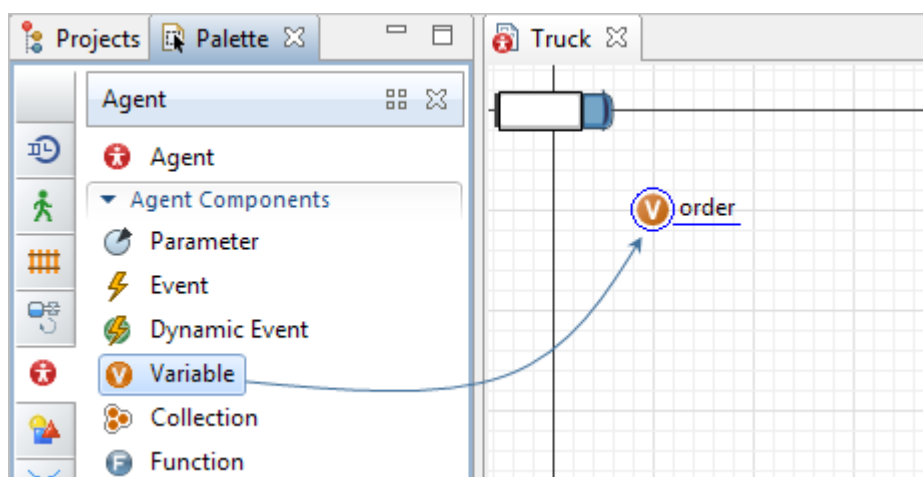 Projects Palette
Truck
Agent
Agent
Agent Components
Parameter
Event
Dynamic Event
Variable
Collection
Function
V order